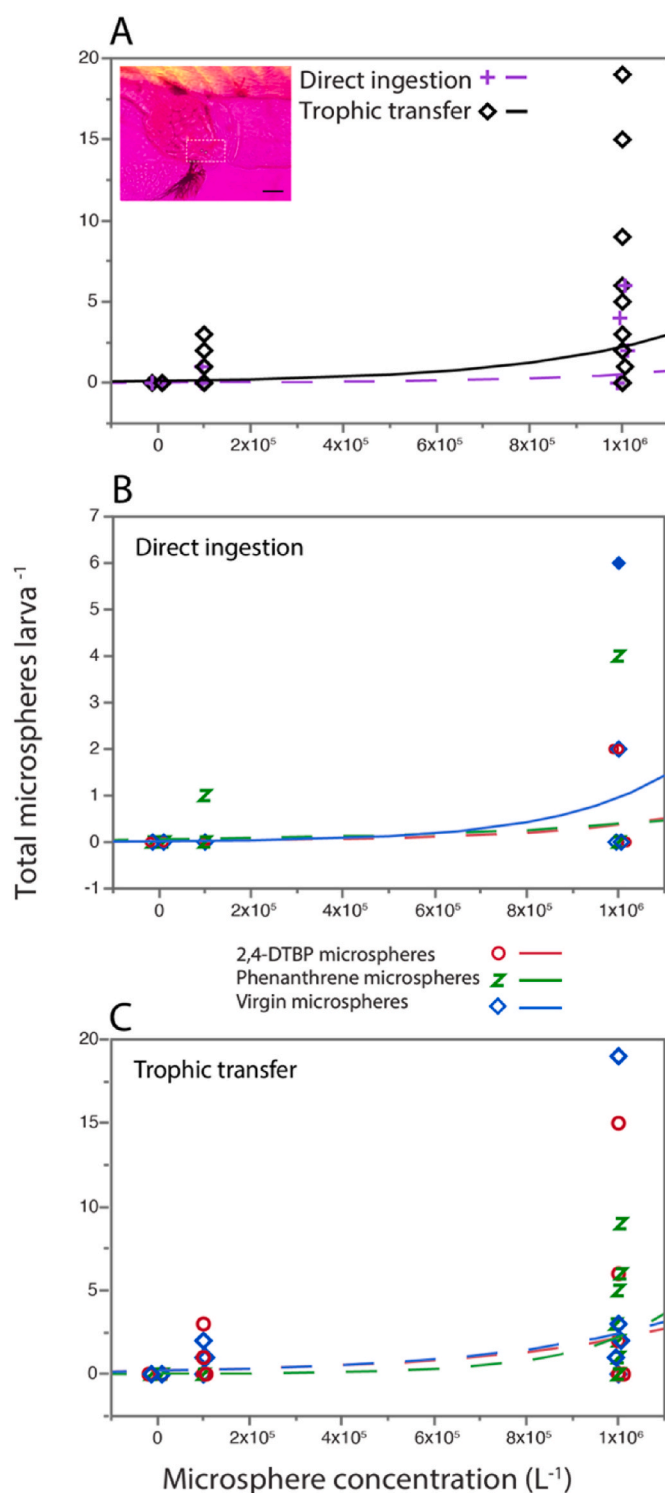 A
20
Direct ingestion
Trophic transfer
15
10
5
0
0 2x10⁵ 4x10⁵ 6x10⁵ 8x10⁵ 1x10⁶
B
7
Direct ingestion
6
5
4
3
2
1
0
-1
0 2x10⁵ 4x10⁵ 6x10⁵ 8x10⁵ 1x10⁶
Total microspheres larva ⁻¹
2,4-DTBP microspheres
Phenanthrene microspheres
Virgin microspheres
C
20
Trophic transfer
15
10
5
0
0 2x10⁵ 4x10⁵ 6x10⁵ 8x10⁵ 1x10⁶
Microsphere concentration (L⁻¹)